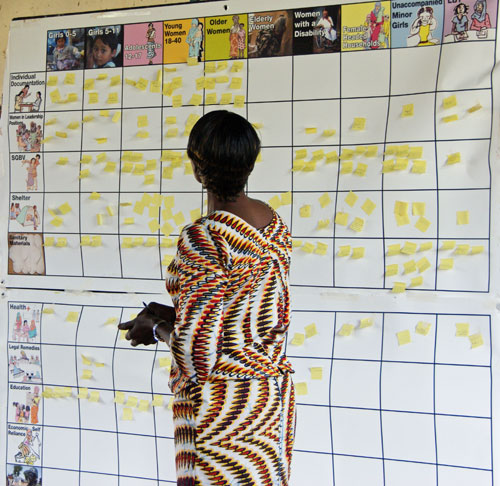 Girls 0-5
Girls 5-11
Adolescents
12-17
Young
Women
18-40
Older
Women
Elderly
Women
Women
with a
Disability
Female
Headed
Households
Unaccompanied
Minor
Girls
Individual
Documentation
Women in Leadership
Positions
SGBV
Shelter
Sanitary
Materials
Health
Legal Remedies
Education
Economic Self
Reliance